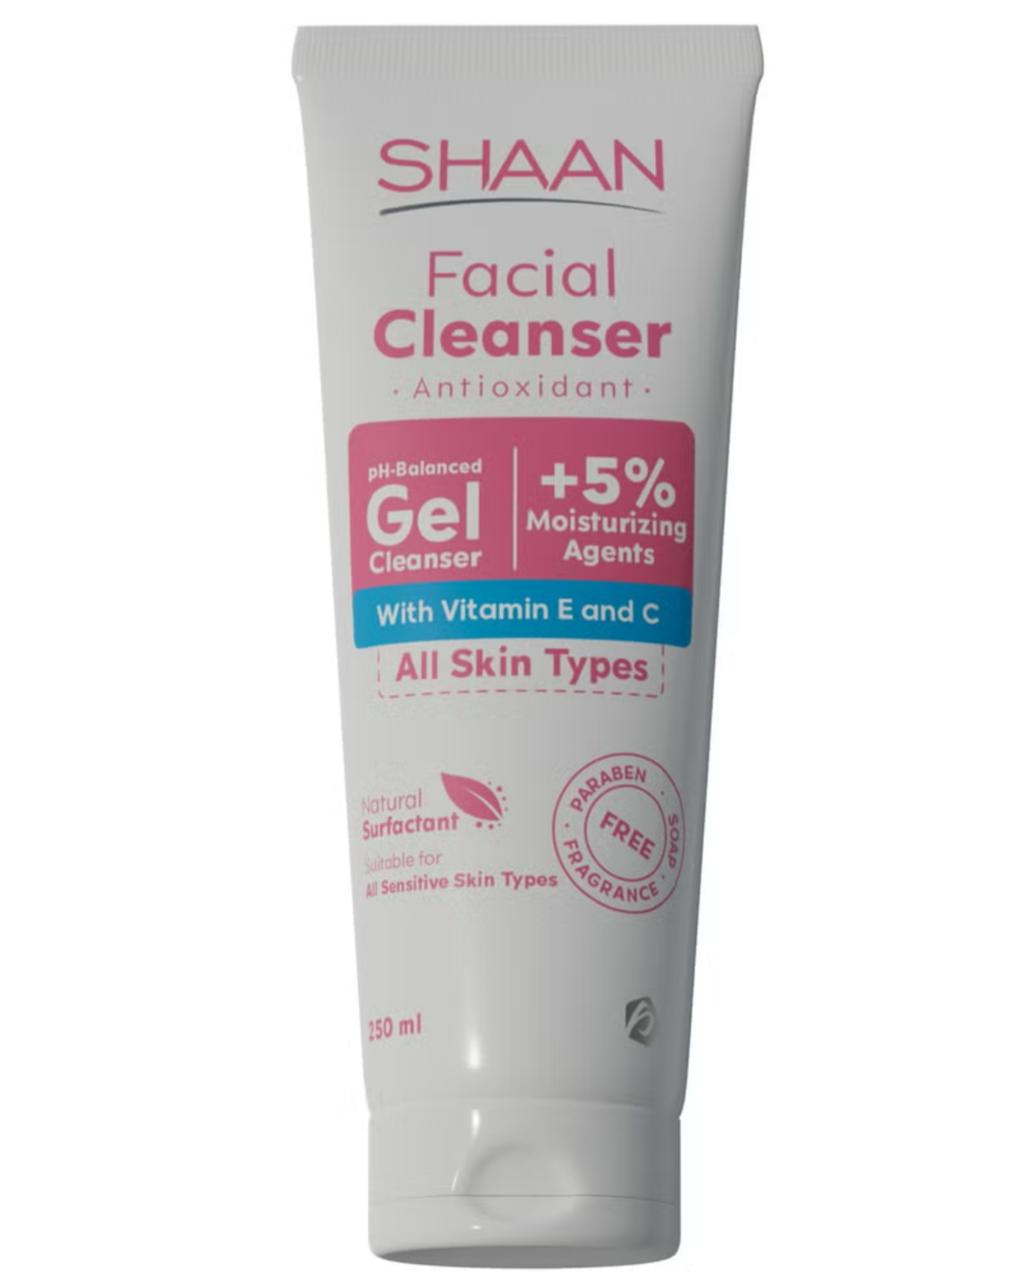 SHAAN
Facial
Cleanser
· Antioxidant ·
pH-Balanced
Gel
Cleanser
+5%
Moisturizing
Agents
With Vitamin E and C
All Skin Types
Natural
Surfactant
Suitable for
All Sensitive Skin Types
PARABEN · SOAP · FRAGRANCE ·
FREE
250 ml